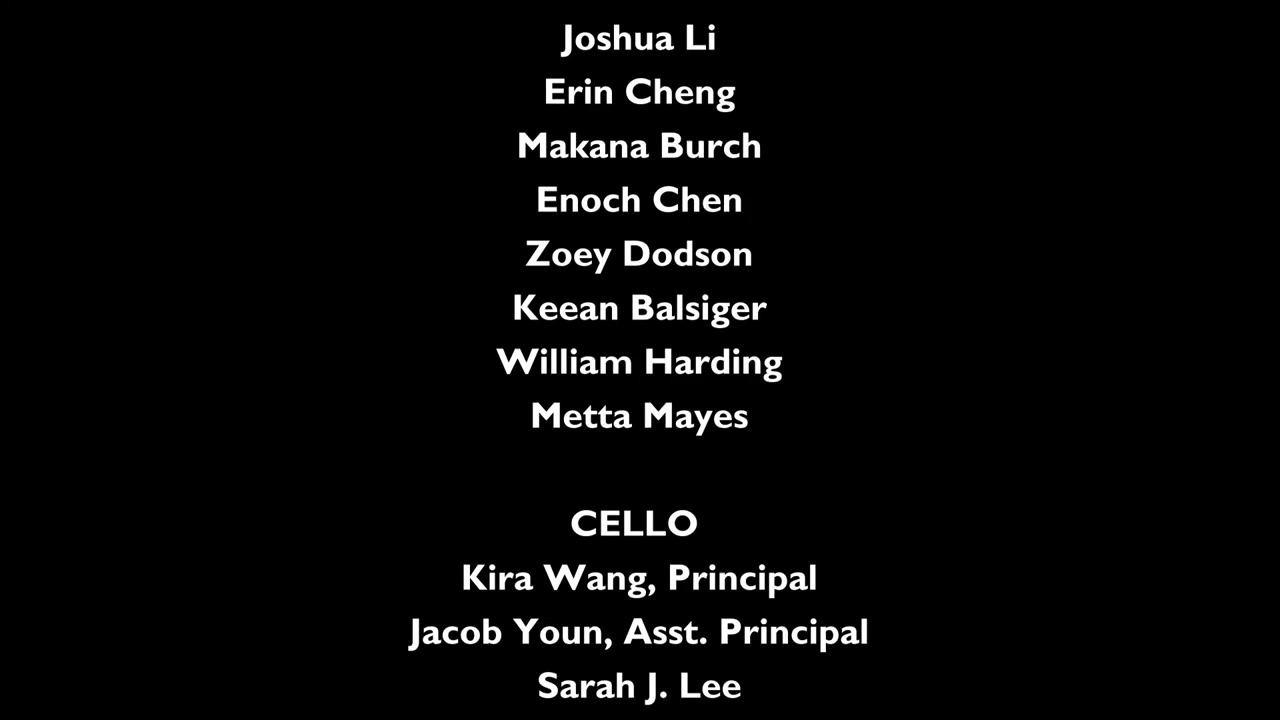 Joshua Li
Erin Cheng
Makana Burch
Enoch Chen
Zoey Dodson
Keean Balsiger
William Harding
Metta Mayes
CELLO
Kira Wang, Principal
Jacob Youn, Asst. Principal
Sarah J. Lee